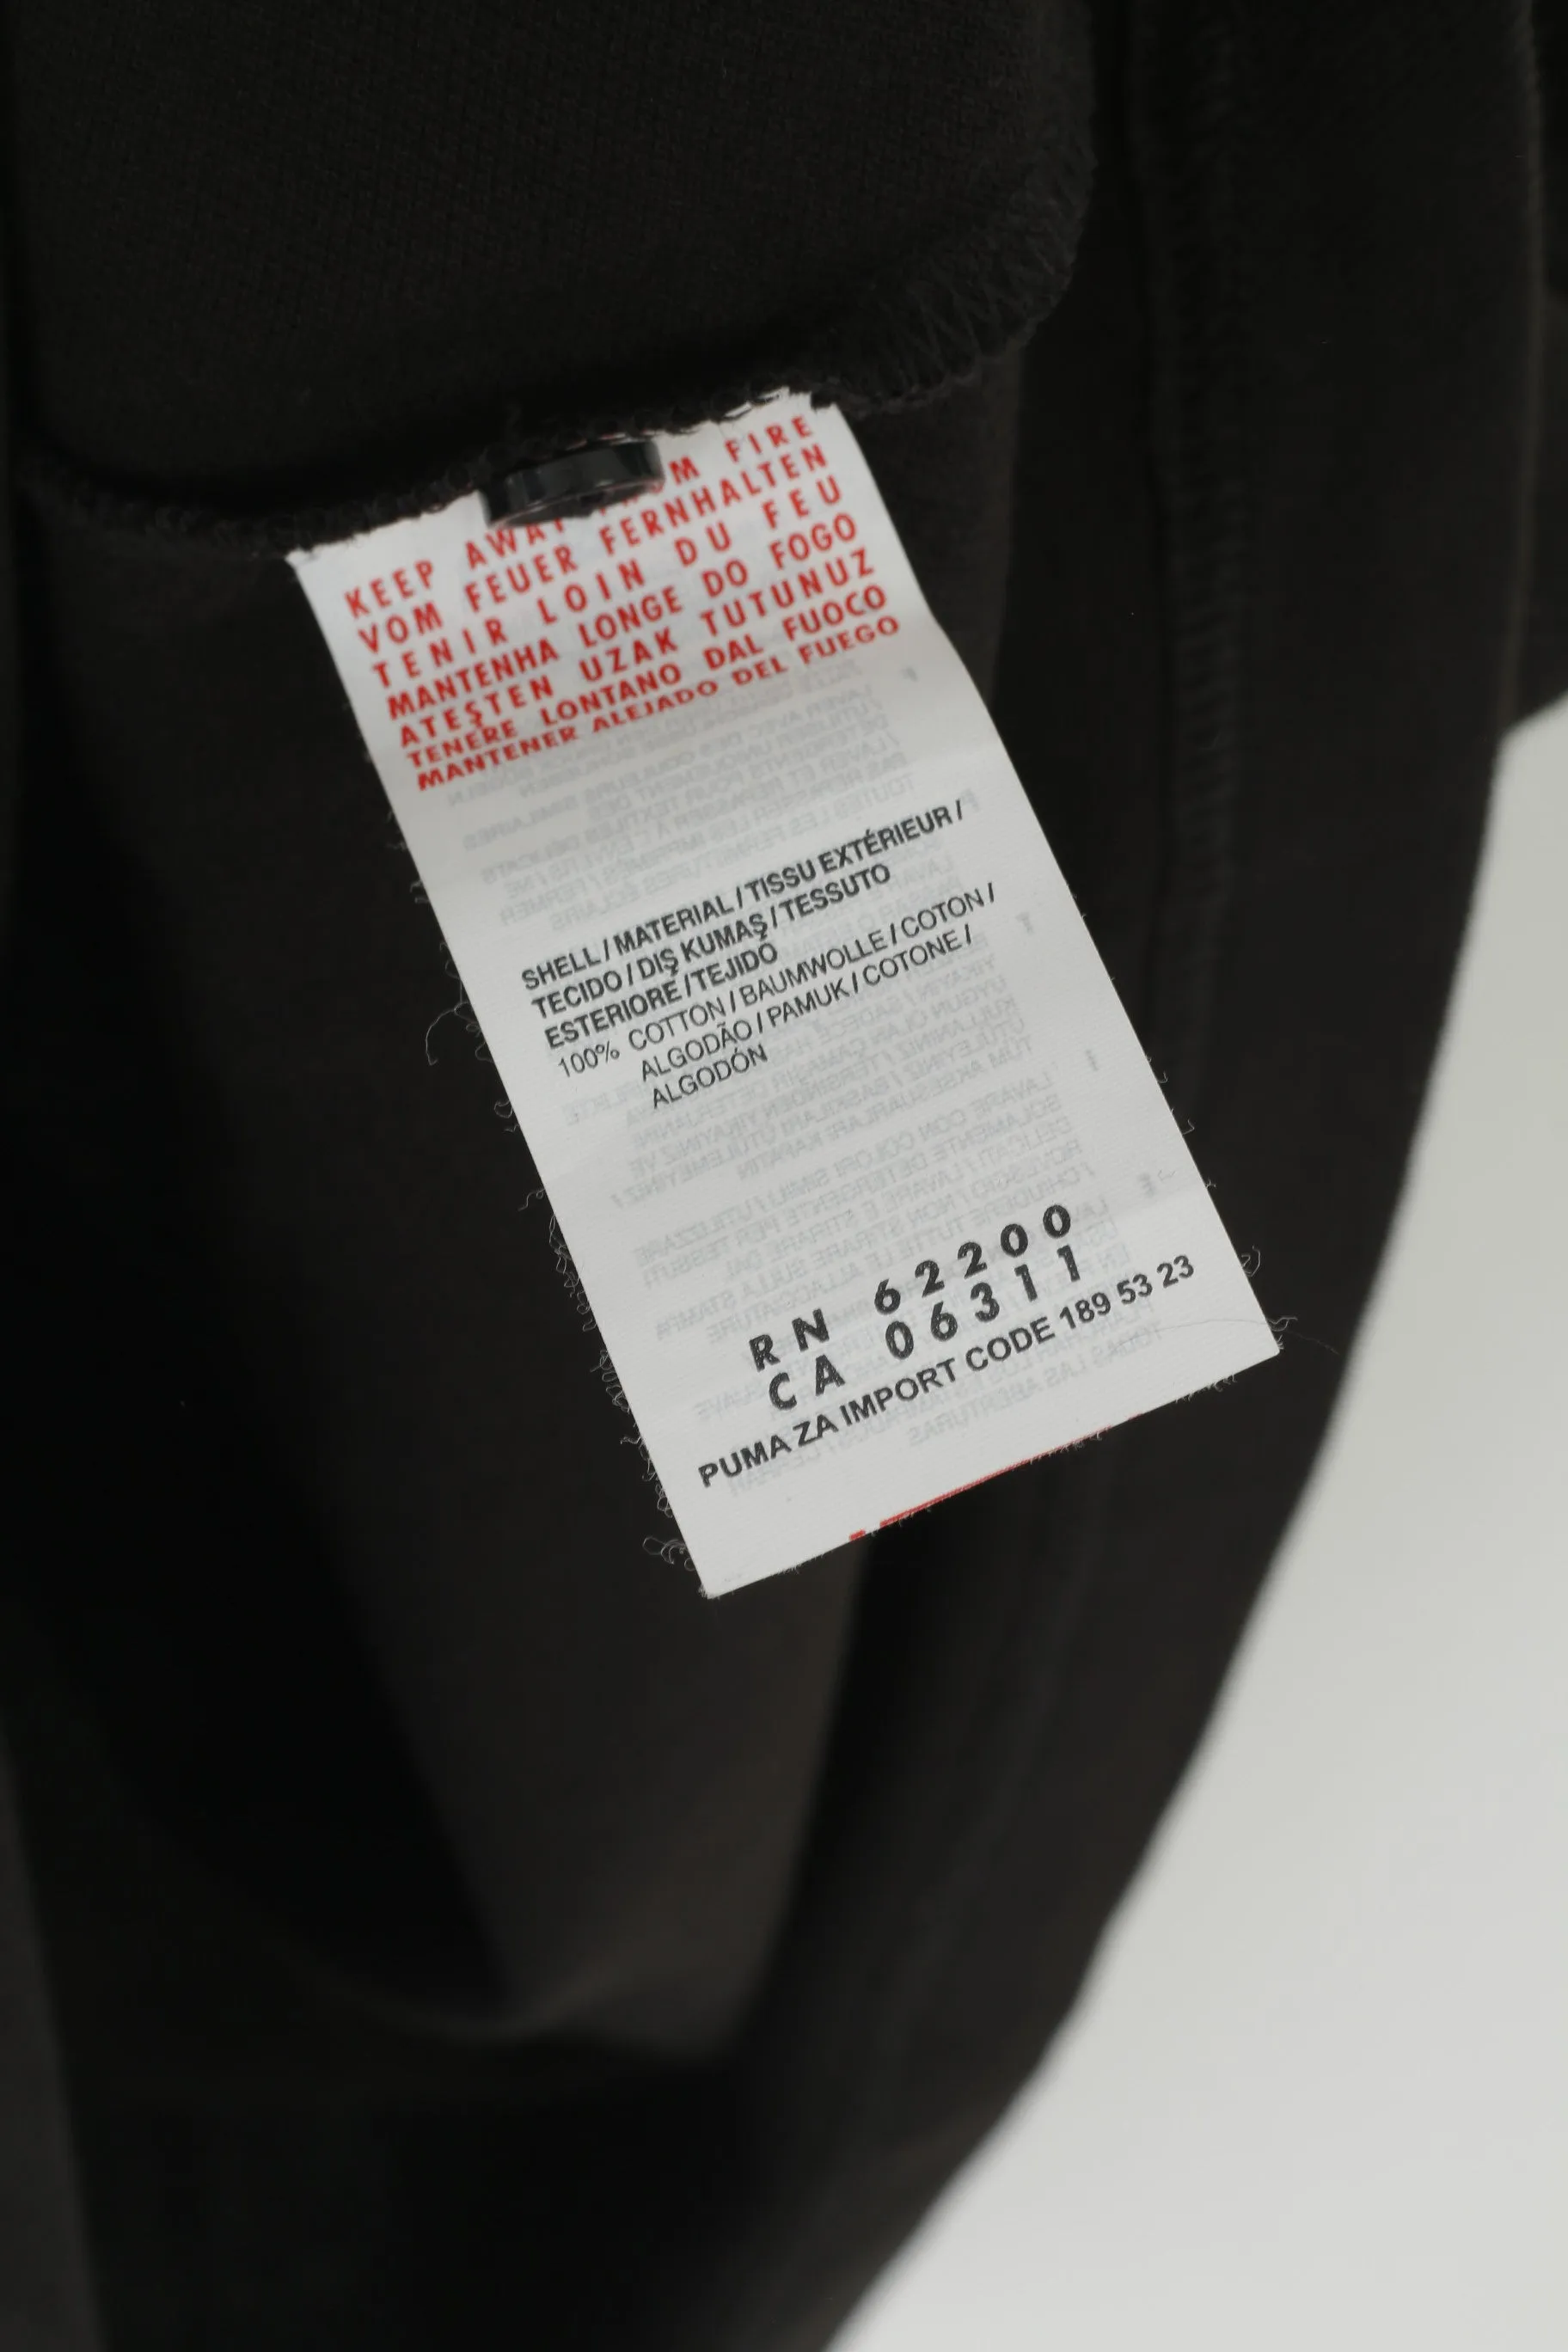 KEEP AWAY FROM FIRE
VOM FEUER FERNHALTEN
TENIR LOIN DU FEU
MANTENHA LONGE DO FOGO
ATEŞTEN UZAK TUTUNUZ
TENERE LONTANO DAL FUOCO
MANTENER ALEJADO DEL FUEGO
SHELL / MATERIAL / TISSU EXTÉRIEUR /
TECIDO / DIŞ KUMAŞ / TESSUTO
ESTERIORE / TEJIDO
100% COTTON / BAUMWOLLE / COTON /
ALGODÃO / PAMUK / COTONE /
ALGODÓN
RN 62200
CA 06311
PUMA ZA IMPORT CODE 189 53 23